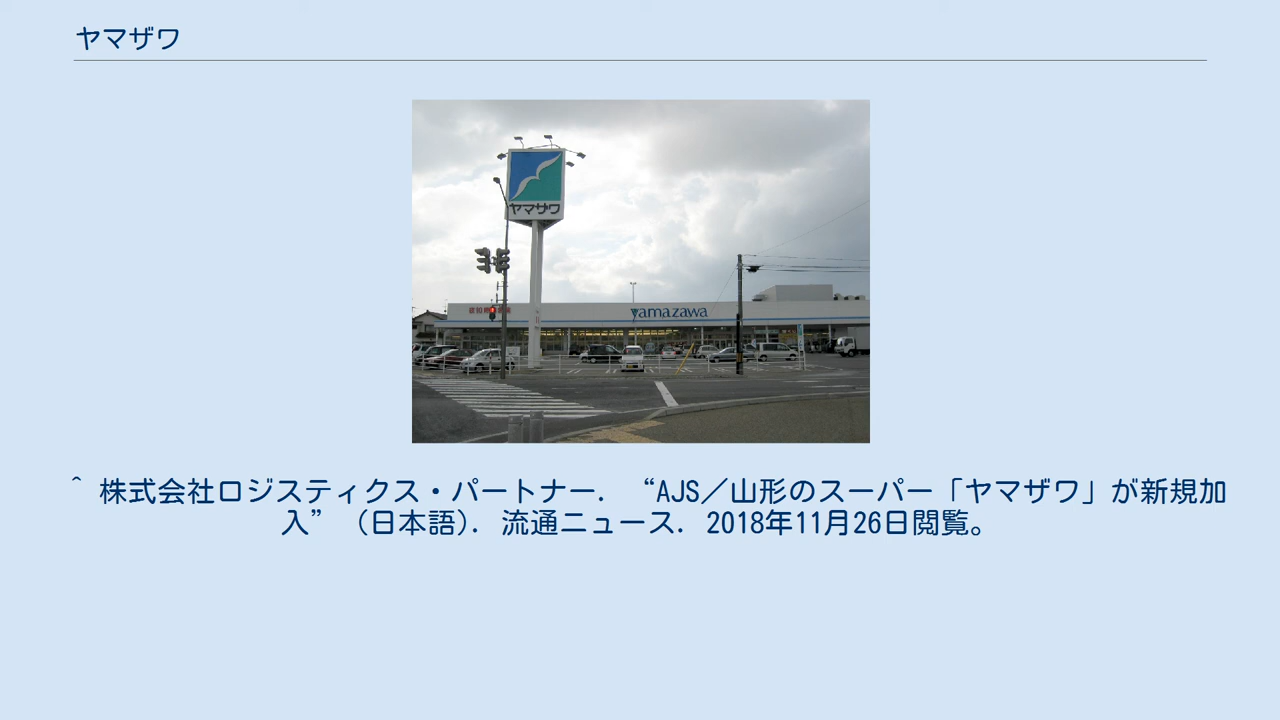 ヤマザワ
ヤマザワ
yamazawa
^ 株式会社ロジスティクス・パートナー. “AJS／山形のスーパー「ヤマザワ」が新規加
入” (日本語). 流通ニュース. 2018年11月26日閲覧。